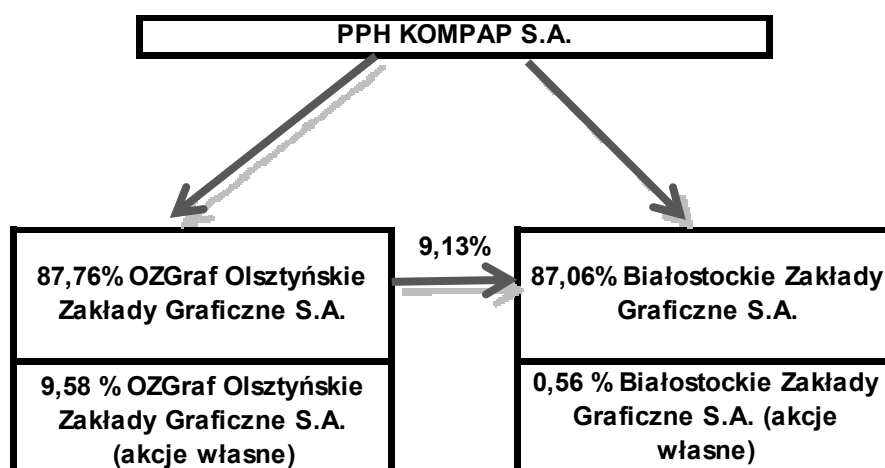 PPH KOMPAP S.A.
87,76% OZGraf Olsztyńskie
Zakłady Graficzne S.A.
9,13%
87,06% Białostockie Zakłady
Graficzne S.A.
9,58 % OZGraf Olsztyńskie
Zakłady Graficzne S.A.
(akcje własne)
0,56 % Białostockie Zakłady
Graficzne S.A. (akcje
własne)